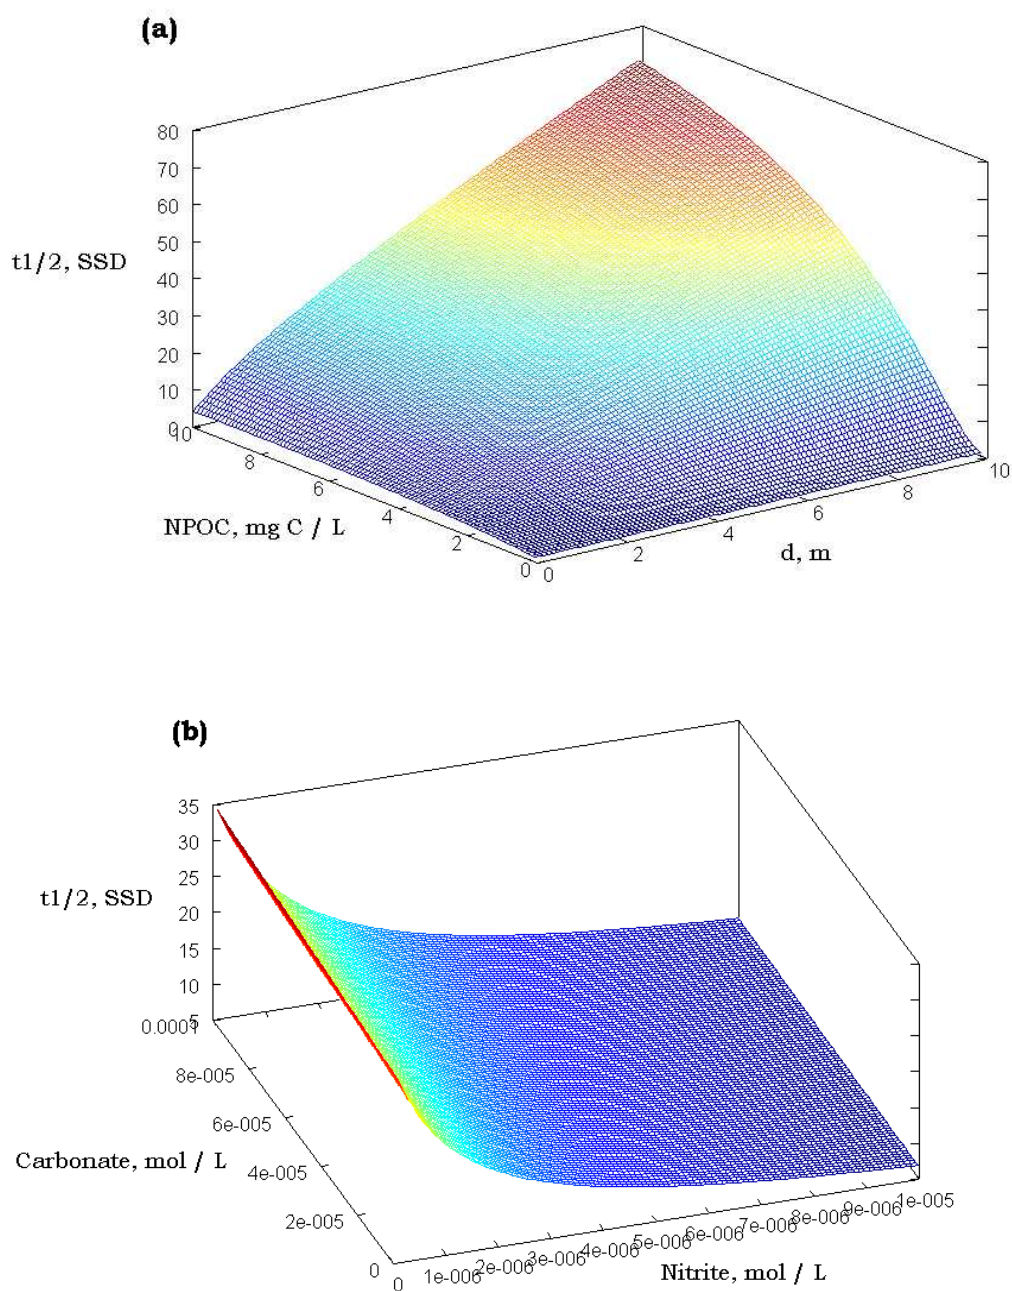 (a)
80
70
60
50
40
30
20
10
0
t1/2, SSD
10
8
6
4
2
0
NPOC, mg C / L
0
2
4
6
8
10
d, m
(b)
35
30
25
20
15
10
5
t1/2, SSD
0.0001
8e-005
6e-005
4e-005
2e-005
0
Carbonate, mol / L
0
1e-006
2e-006
3e-006
4e-006
5e-006
6e-006
7e-006
8e-006
9e-006
1e-005
Nitrite, mol / L